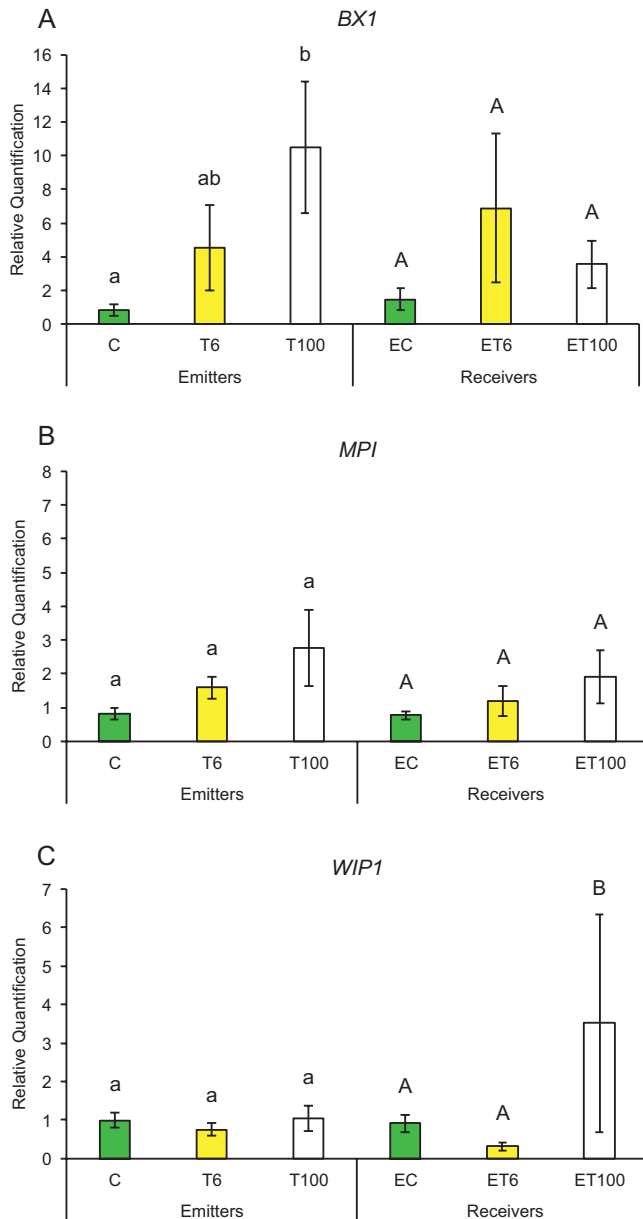 A
BX1
Relative Quantification
16
14
12
10
8
6
4
2
0
a
ab
b
A
A
A
C
T6
T100
EC
ET6
ET100
Emitters
Receivers
B
MPI
Relative Quantification
8
7
6
5
4
3
2
1
0
a
a
a
A
A
A
C
T6
T100
EC
ET6
ET100
Emitters
Receivers
C
WIP1
Relative Quantification
7
6
5
4
3
2
1
0
a
a
a
A
A
B
C
T6
T100
EC
ET6
ET100
Emitters
Receivers